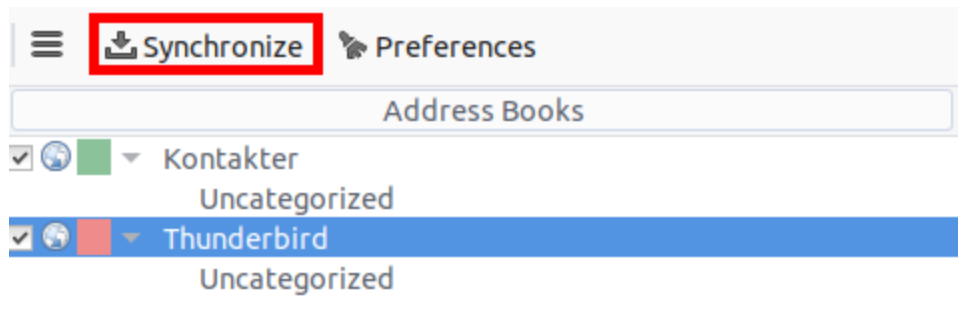 Synchronize Preferences
Address Books
Kontakter
Uncategorized
Thunderbird
Uncategorized